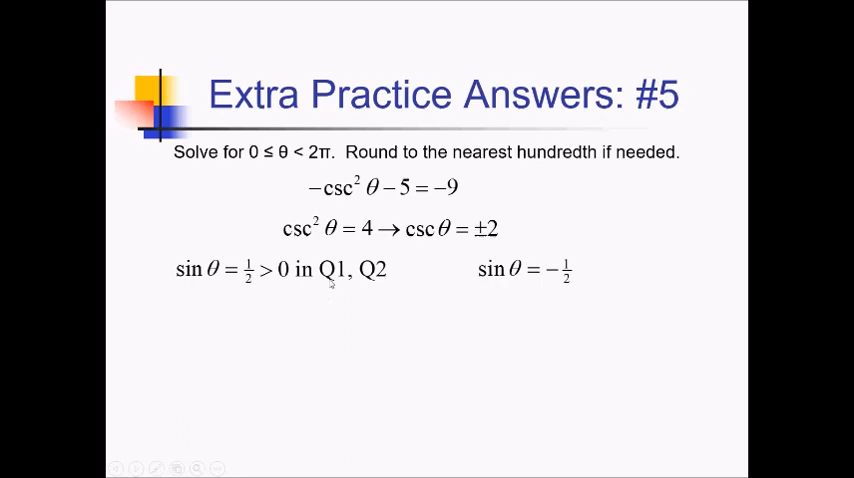 Extra Practice Answers: #5
Solve for 0 ≤ θ < 2π. Round to the nearest hundredth if needed.
−csc² θ − 5 = −9
csc² θ = 4 → csc θ = ±2
sin θ = 1/2 > 0 in Q1, Q2
sin θ = −1/2